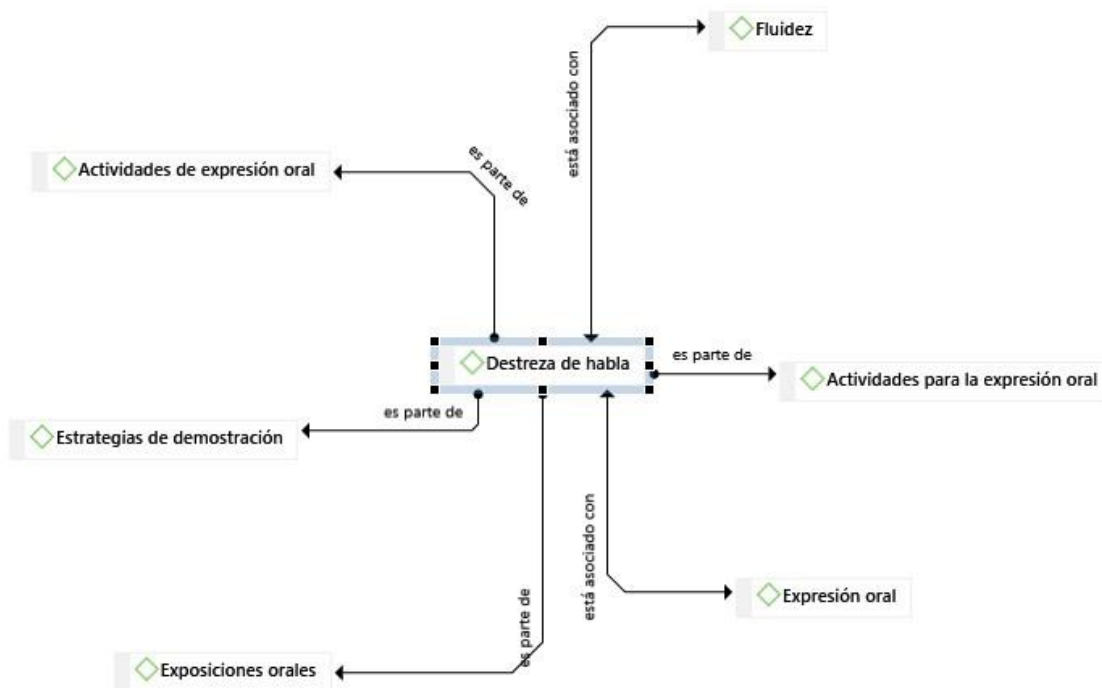 Fluidez
está asociado con
Actividades de expresión oral
es parte de
Destreza de habla
es parte de
Actividades para la expresión oral
es parte de
Estrategias de demostración
está asociado con
Expresión oral
es parte de
Exposiciones orales